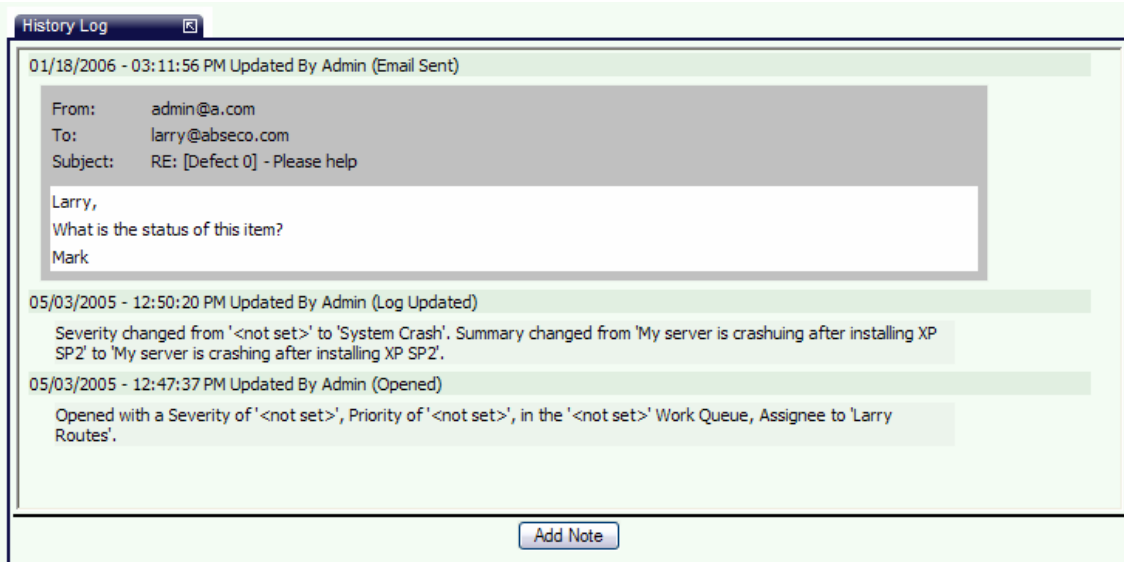 History Log
01/18/2006 - 03:11:56 PM Updated By Admin (Email Sent)
From: admin@a.com
To: larry@abseco.com
Subject: RE: [Defect 0] - Please help
Larry,
What is the status of this item?
Mark
05/03/2005 - 12:50:20 PM Updated By Admin (Log Updated)
Severity changed from '<not set>' to 'System Crash'. Summary changed from 'My server is crashuing after installing XP
SP2' to 'My server is crashing after installing XP SP2'.
05/03/2005 - 12:47:37 PM Updated By Admin (Opened)
Opened with a Severity of '<not set>', Priority of '<not set>', in the '<not set>' Work Queue, Assignee to 'Larry
Routes'.
Add Note